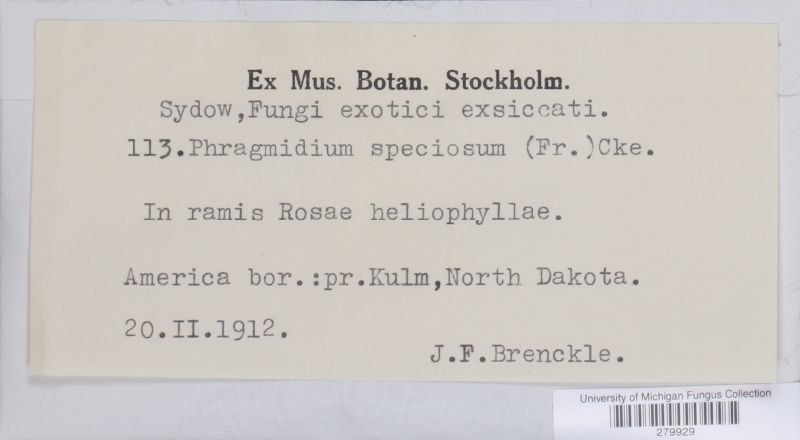 Ex Mus. Botan. Stockholm.
Sydow,Fungi exotici exsiccati.
113.Phragmidium speciosum (Fr.)Cke.
In ramis Rosae heliophyllae.
America bor.:pr.Kulm,North Dakota.
20.II.1912.
J.F.Brenckle.
University of Michigan Fungus Collection
279929